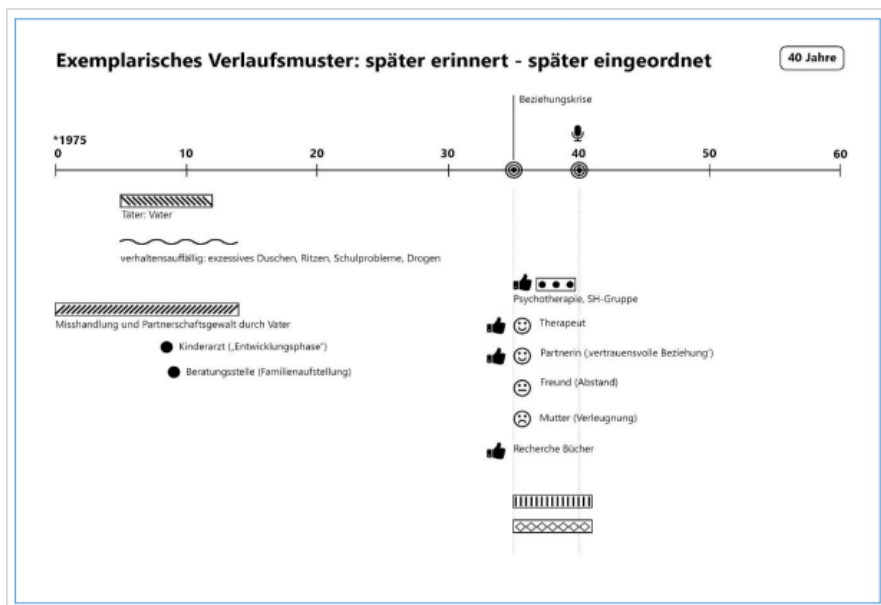 Exemplarisches Verlaufsmuster: später erinnert - später eingeordnet
40 Jahre
Beziehungskrise
*1975
0 10 20 30 40 50 60
Täter: Vater
verhaltensauffällig: exzessives Duschen, Ritzen, Schulprobleme, Drogen
Psychotherapie, SH-Gruppe
Misshandlung und Partnerschaftsgewalt durch Vater
Therapeut
Kinderarzt („Entwicklungsphase“)
Partnerin (‚vertrauensvolle Beziehung‘)
Beratungsstelle (Familienaufstellung)
Freund (Abstand)
Mutter (Verleugnung)
Recherche Bücher